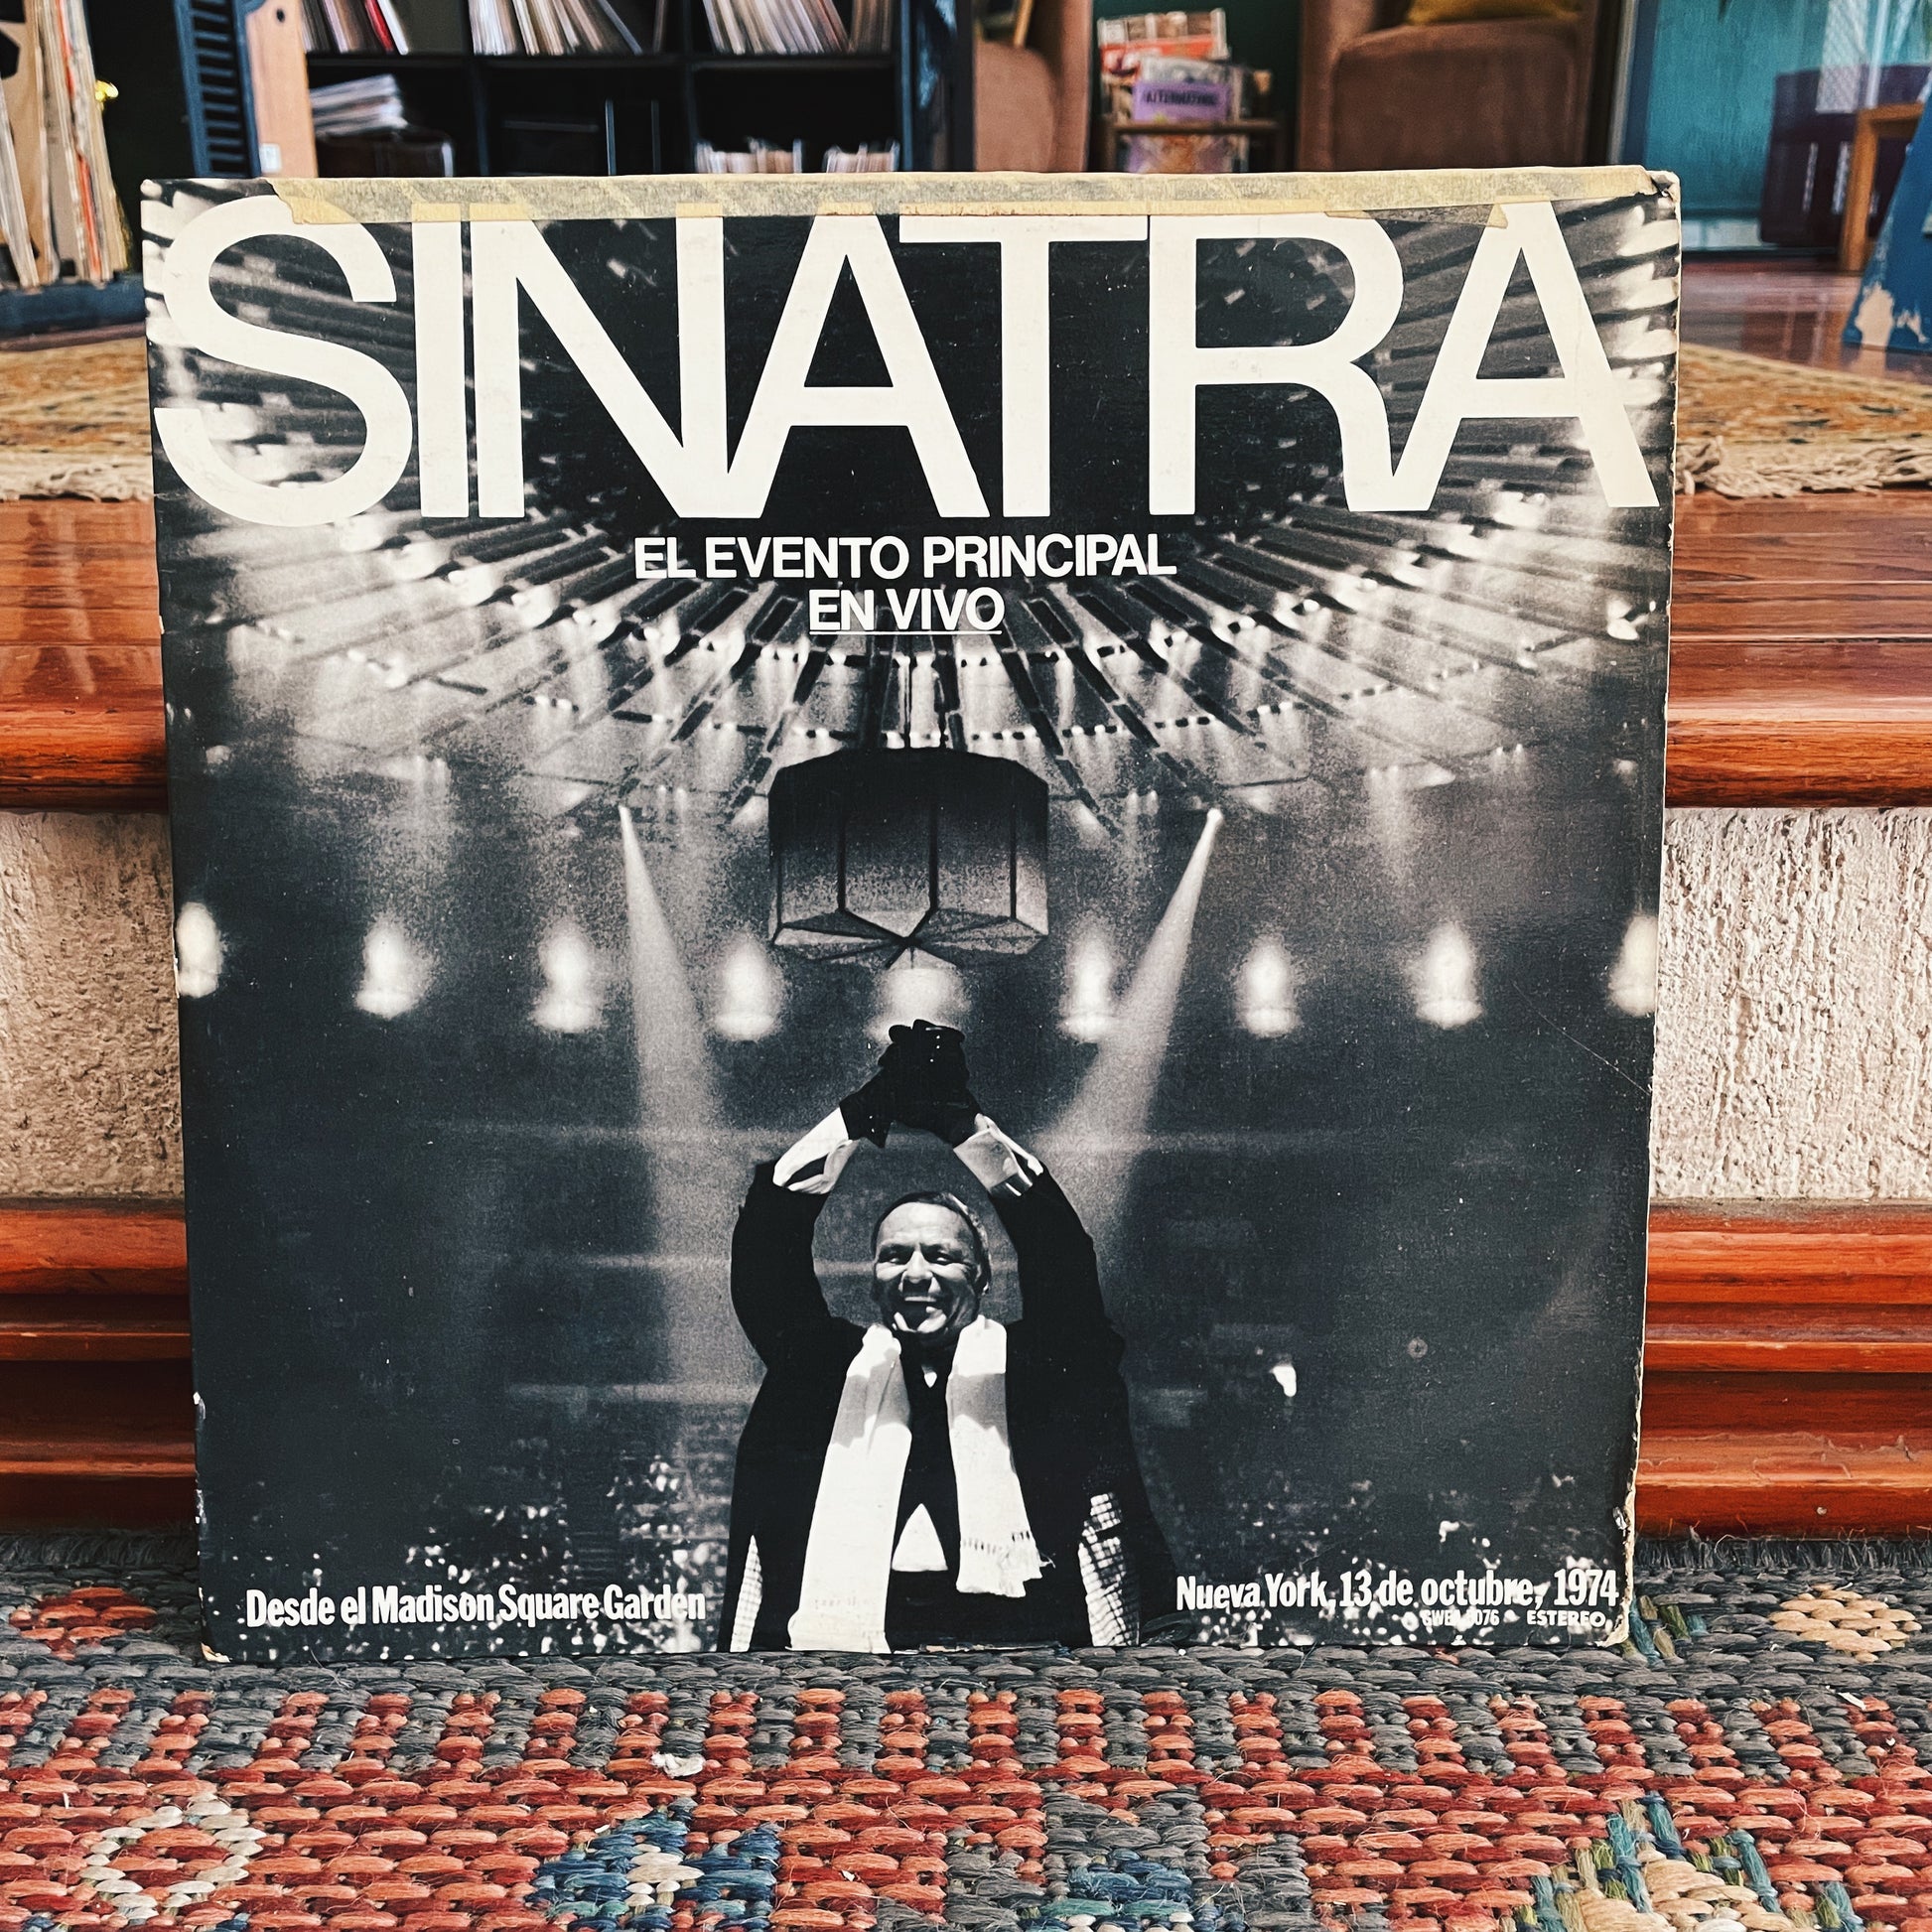 SINATRA
EL EVENTO PRINCIPAL
EN VIVO
Desde el Madison Square Garden
Nueva York, 13 de octubre, 1974
ESTEREO